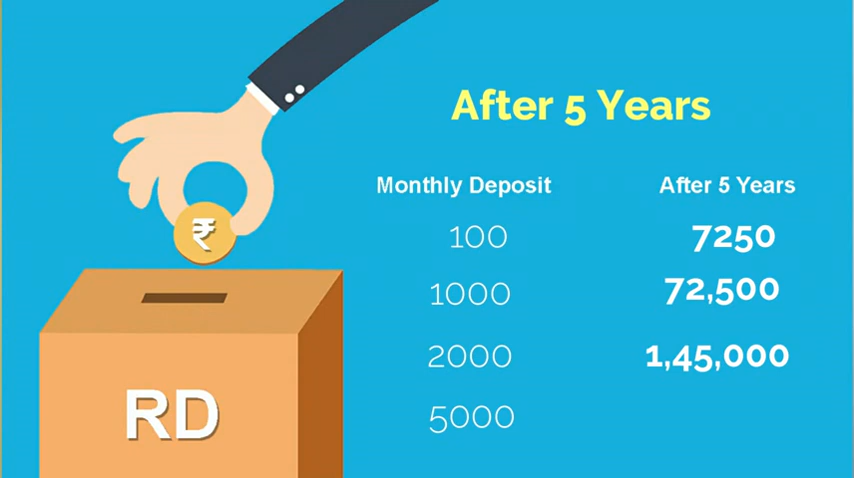 After 5 Years
Monthly Deposit After 5 Years
100 7250
1000 72,500
2000 1,45,000
5000
₹
RD